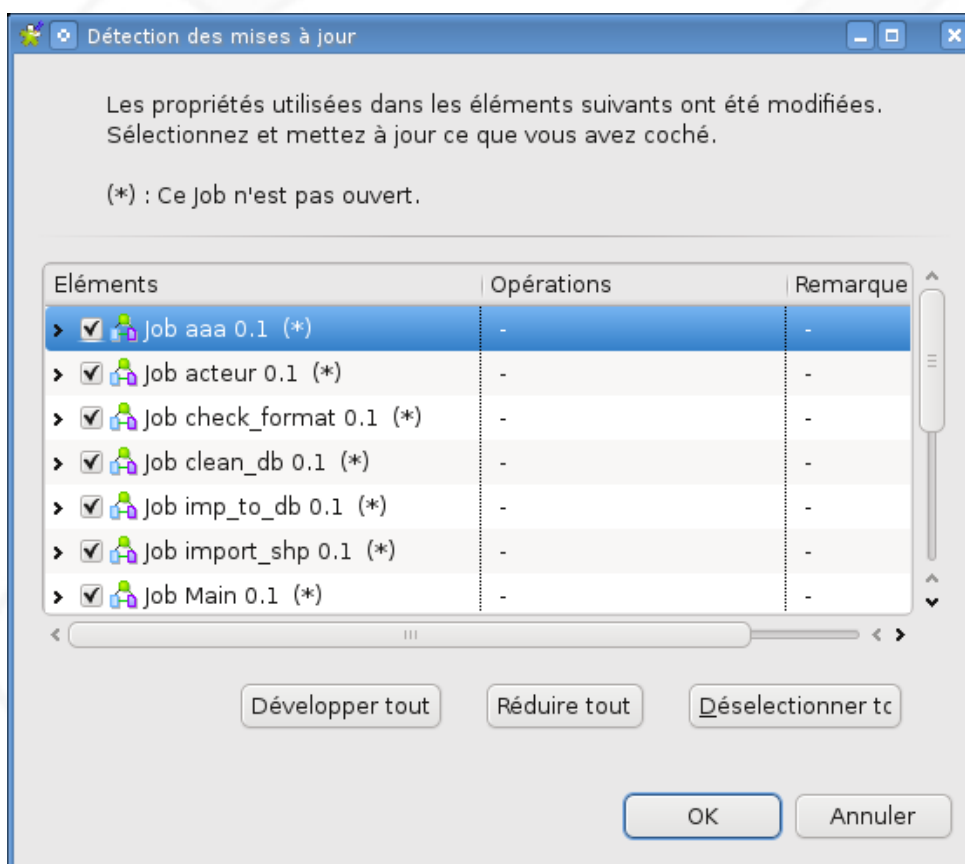 Détection des mises à jour
Les propriétés utilisées dans les éléments suivants ont été modifiées.
Sélectionnez et mettez à jour ce que vous avez coché.
(*) : Ce Job n'est pas ouvert.
Eléments Opérations Remarque
Job aaa 0.1 (*) - -
Job acteur 0.1 (*) - -
Job check_format 0.1 (*) - -
Job clean_db 0.1 (*) - -
Job imp_to_db 0.1 (*) - -
Job import_shp 0.1 (*) - -
Job Main 0.1 (*) - -
Développer tout Réduire tout Déselectionner tc
OK Annuler